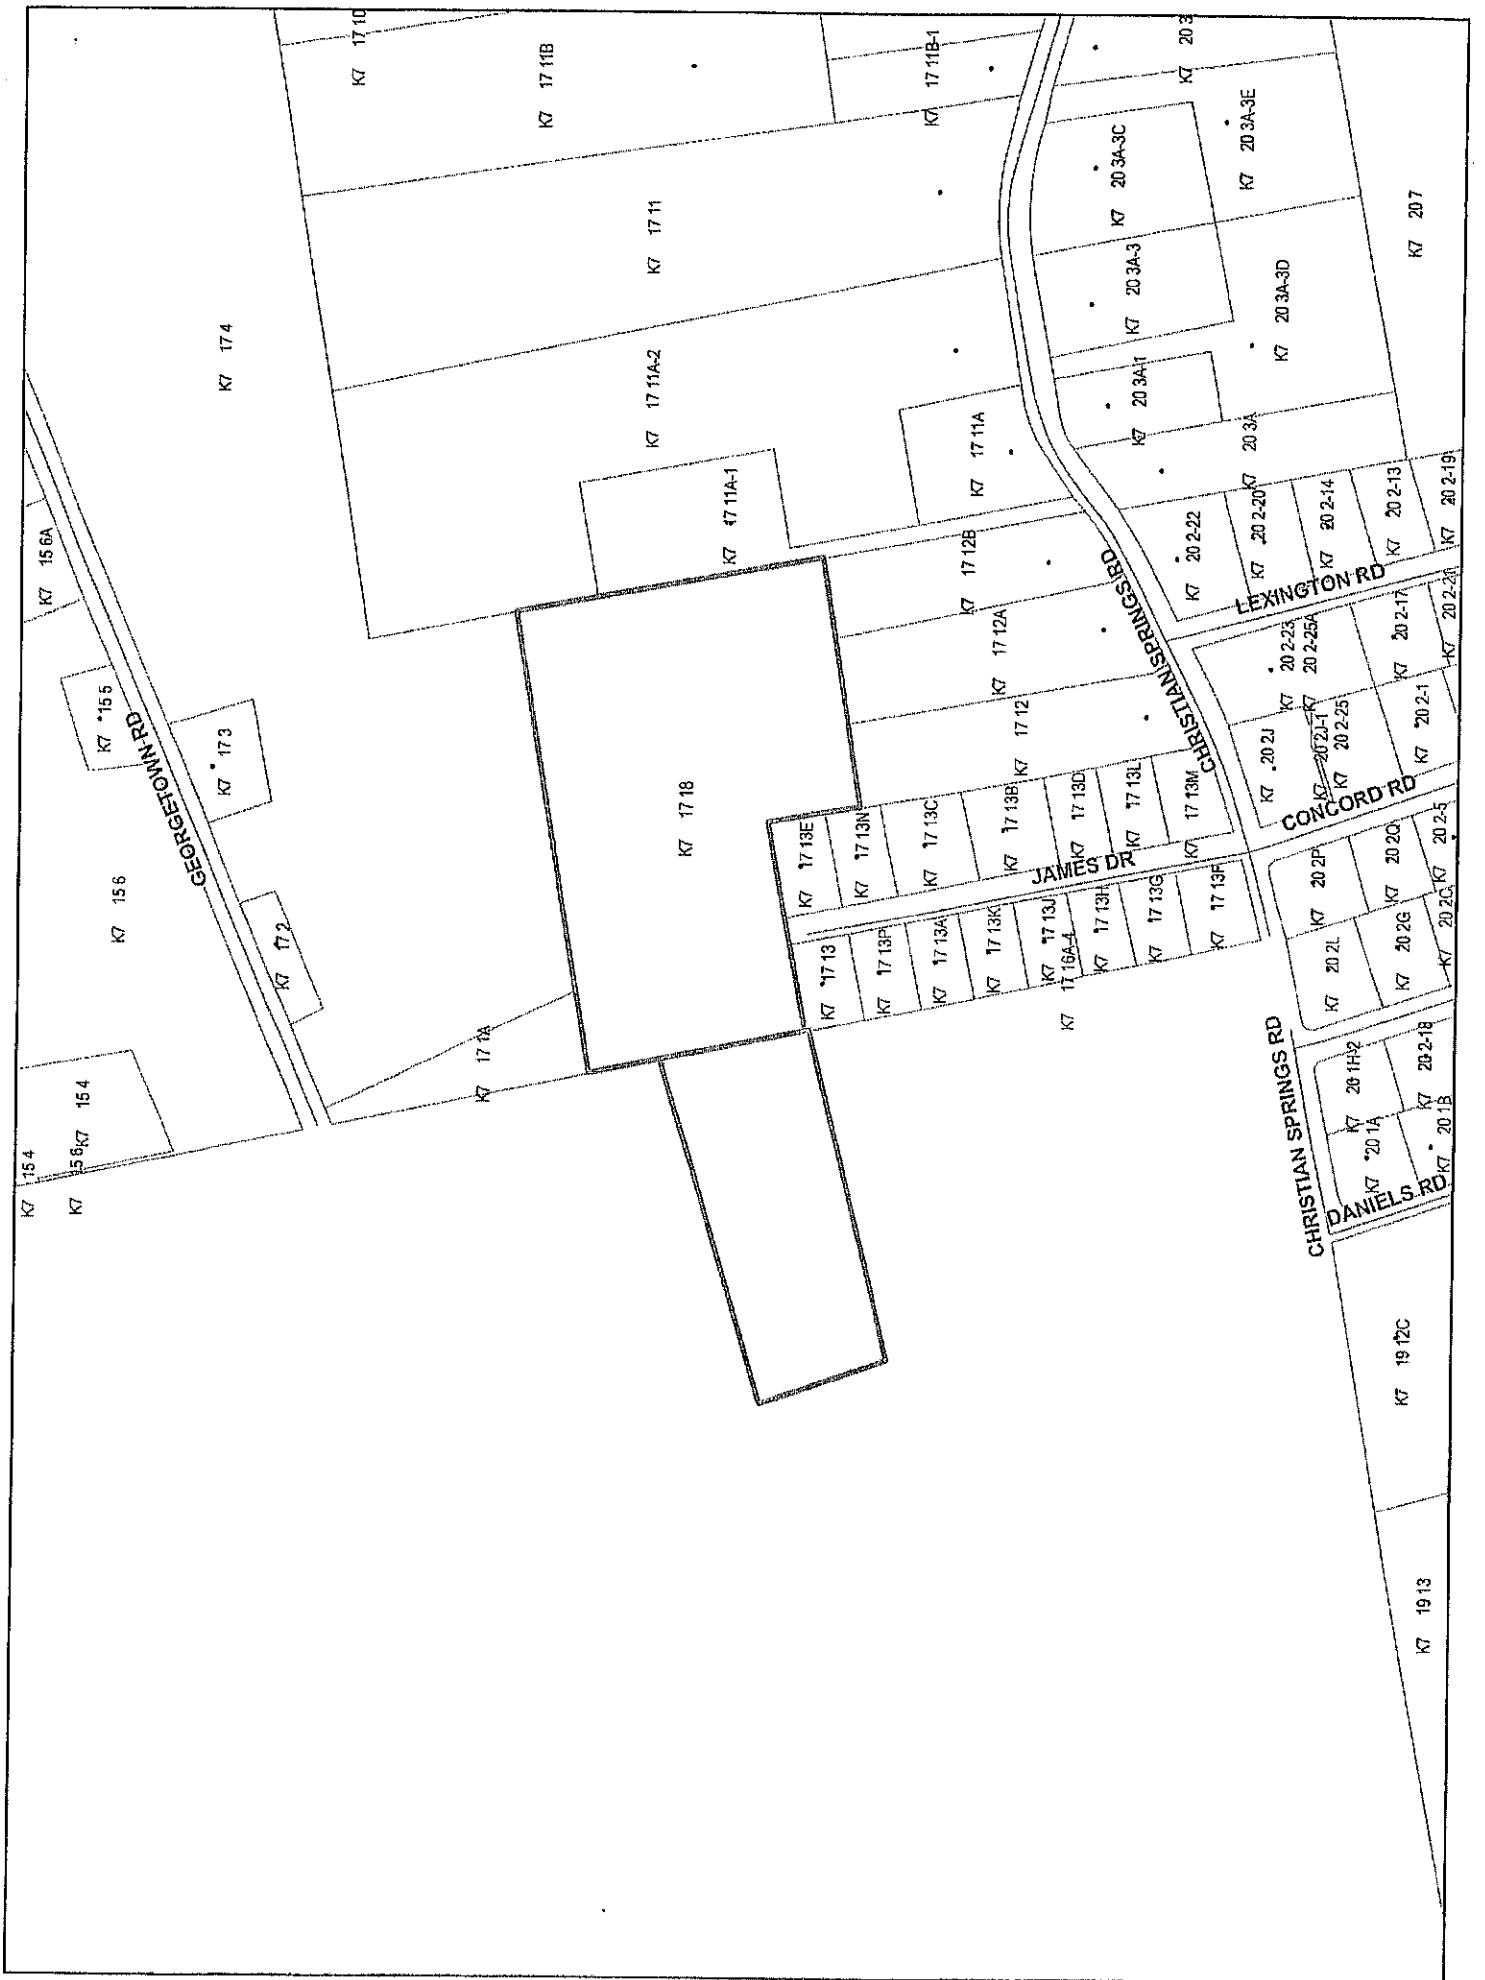 K7 17 10
K7 17 11B
K7 17 11B-1
K7 20 3
K7 20 3A-3C
K7 20 3A-3E
K7 17 11
K7 20 7
K7 20 3A-3
K7 20 3A-3D
K7 17 4
K7 17 11A-2
K7 20 3A-1
K7 17 11A
K7 20 3A
K7 17 11A-1
K7 15 6A
K7 17 12B
K7 20 2-22
K7 20 2-20
K7 20 2-14
K7 20 2-13
K7 20 2-19
LEXINGTON RD
CHRISTIAN SPRINGS RD
K7 17 12A
K7 20 2-23
K7 20 2-25A
K7 20 2-17
K7 20 2-21
K7 15 5
GEORGETOWN RD
K7 17 3
K7 17 12
K7 20 2J
K7 20 2J-1
K7 20 2-25
K7 20 2-1
CONCORD RD
K7 17 18
K7 17 13E
K7 17 13N
K7 17 13C
K7 17 13B
K7 17 13D
K7 17 13L
K7 17 13M
JAMES DR
K7 15 6
K7 17 2
K7 17 13
K7 17 13P
K7 17 13A
K7 17 13K
K7 17 13J
K7 17 13H
K7 17 13G
K7 17 13F
K7 17 16A-4
K7 20 2P
K7 20 2Q
K7 20 2-5
K7 20 2L
K7 20 2G
K7 20 2C
K7 17 1A
K7 15 4
K7 15 4
K7 15 6
CHRISTIAN SPRINGS RD
K7 20 1H-2
K7 20 2-18
K7 20 1A
K7 20 1B
DANIELS RD
K7 19 12C
K7 19 13